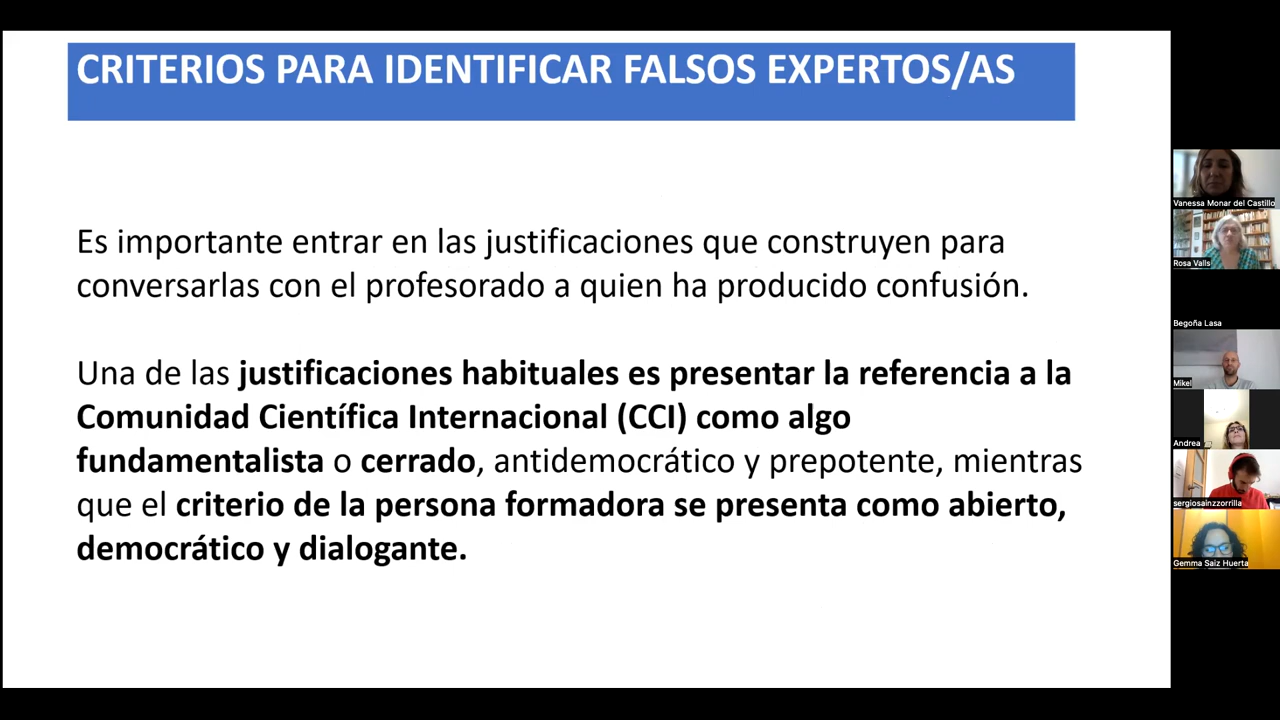 CRITERIOS PARA IDENTIFICAR FALSOS EXPERTOS/AS
Es importante entrar en las justificaciones que construyen para
conversarlas con el profesorado a quien ha producido confusión.
Una de las justificaciones habituales es presentar la referencia a la
Comunidad Científica Internacional (CCI) como algo
fundamentalista o cerrado, antidemocrático y prepotente, mientras
que el criterio de la persona formadora se presenta como abierto,
democrático y dialogante.
Vanessa Monar del Castillo
Rosa Valls
Begoña Lasa
Mikel
Andrea
sergiosainzzorrilla
Gemma Saiz Huerta